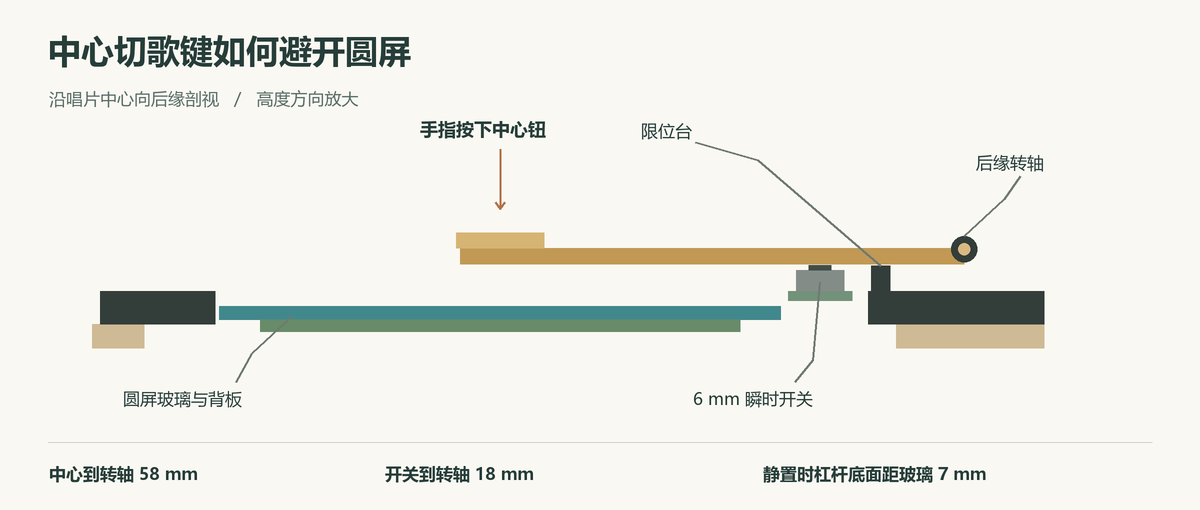 中心切歌键如何避开圆屏
沿唱片中心向后缘剖视 / 高度方向放大
手指按下中心钮
限位台
后缘转轴
圆屏玻璃与背板
6 mm 瞬时开关
中心到转轴 58 mm
开关到转轴 18 mm
静置时杠杆底面距玻璃 7 mm